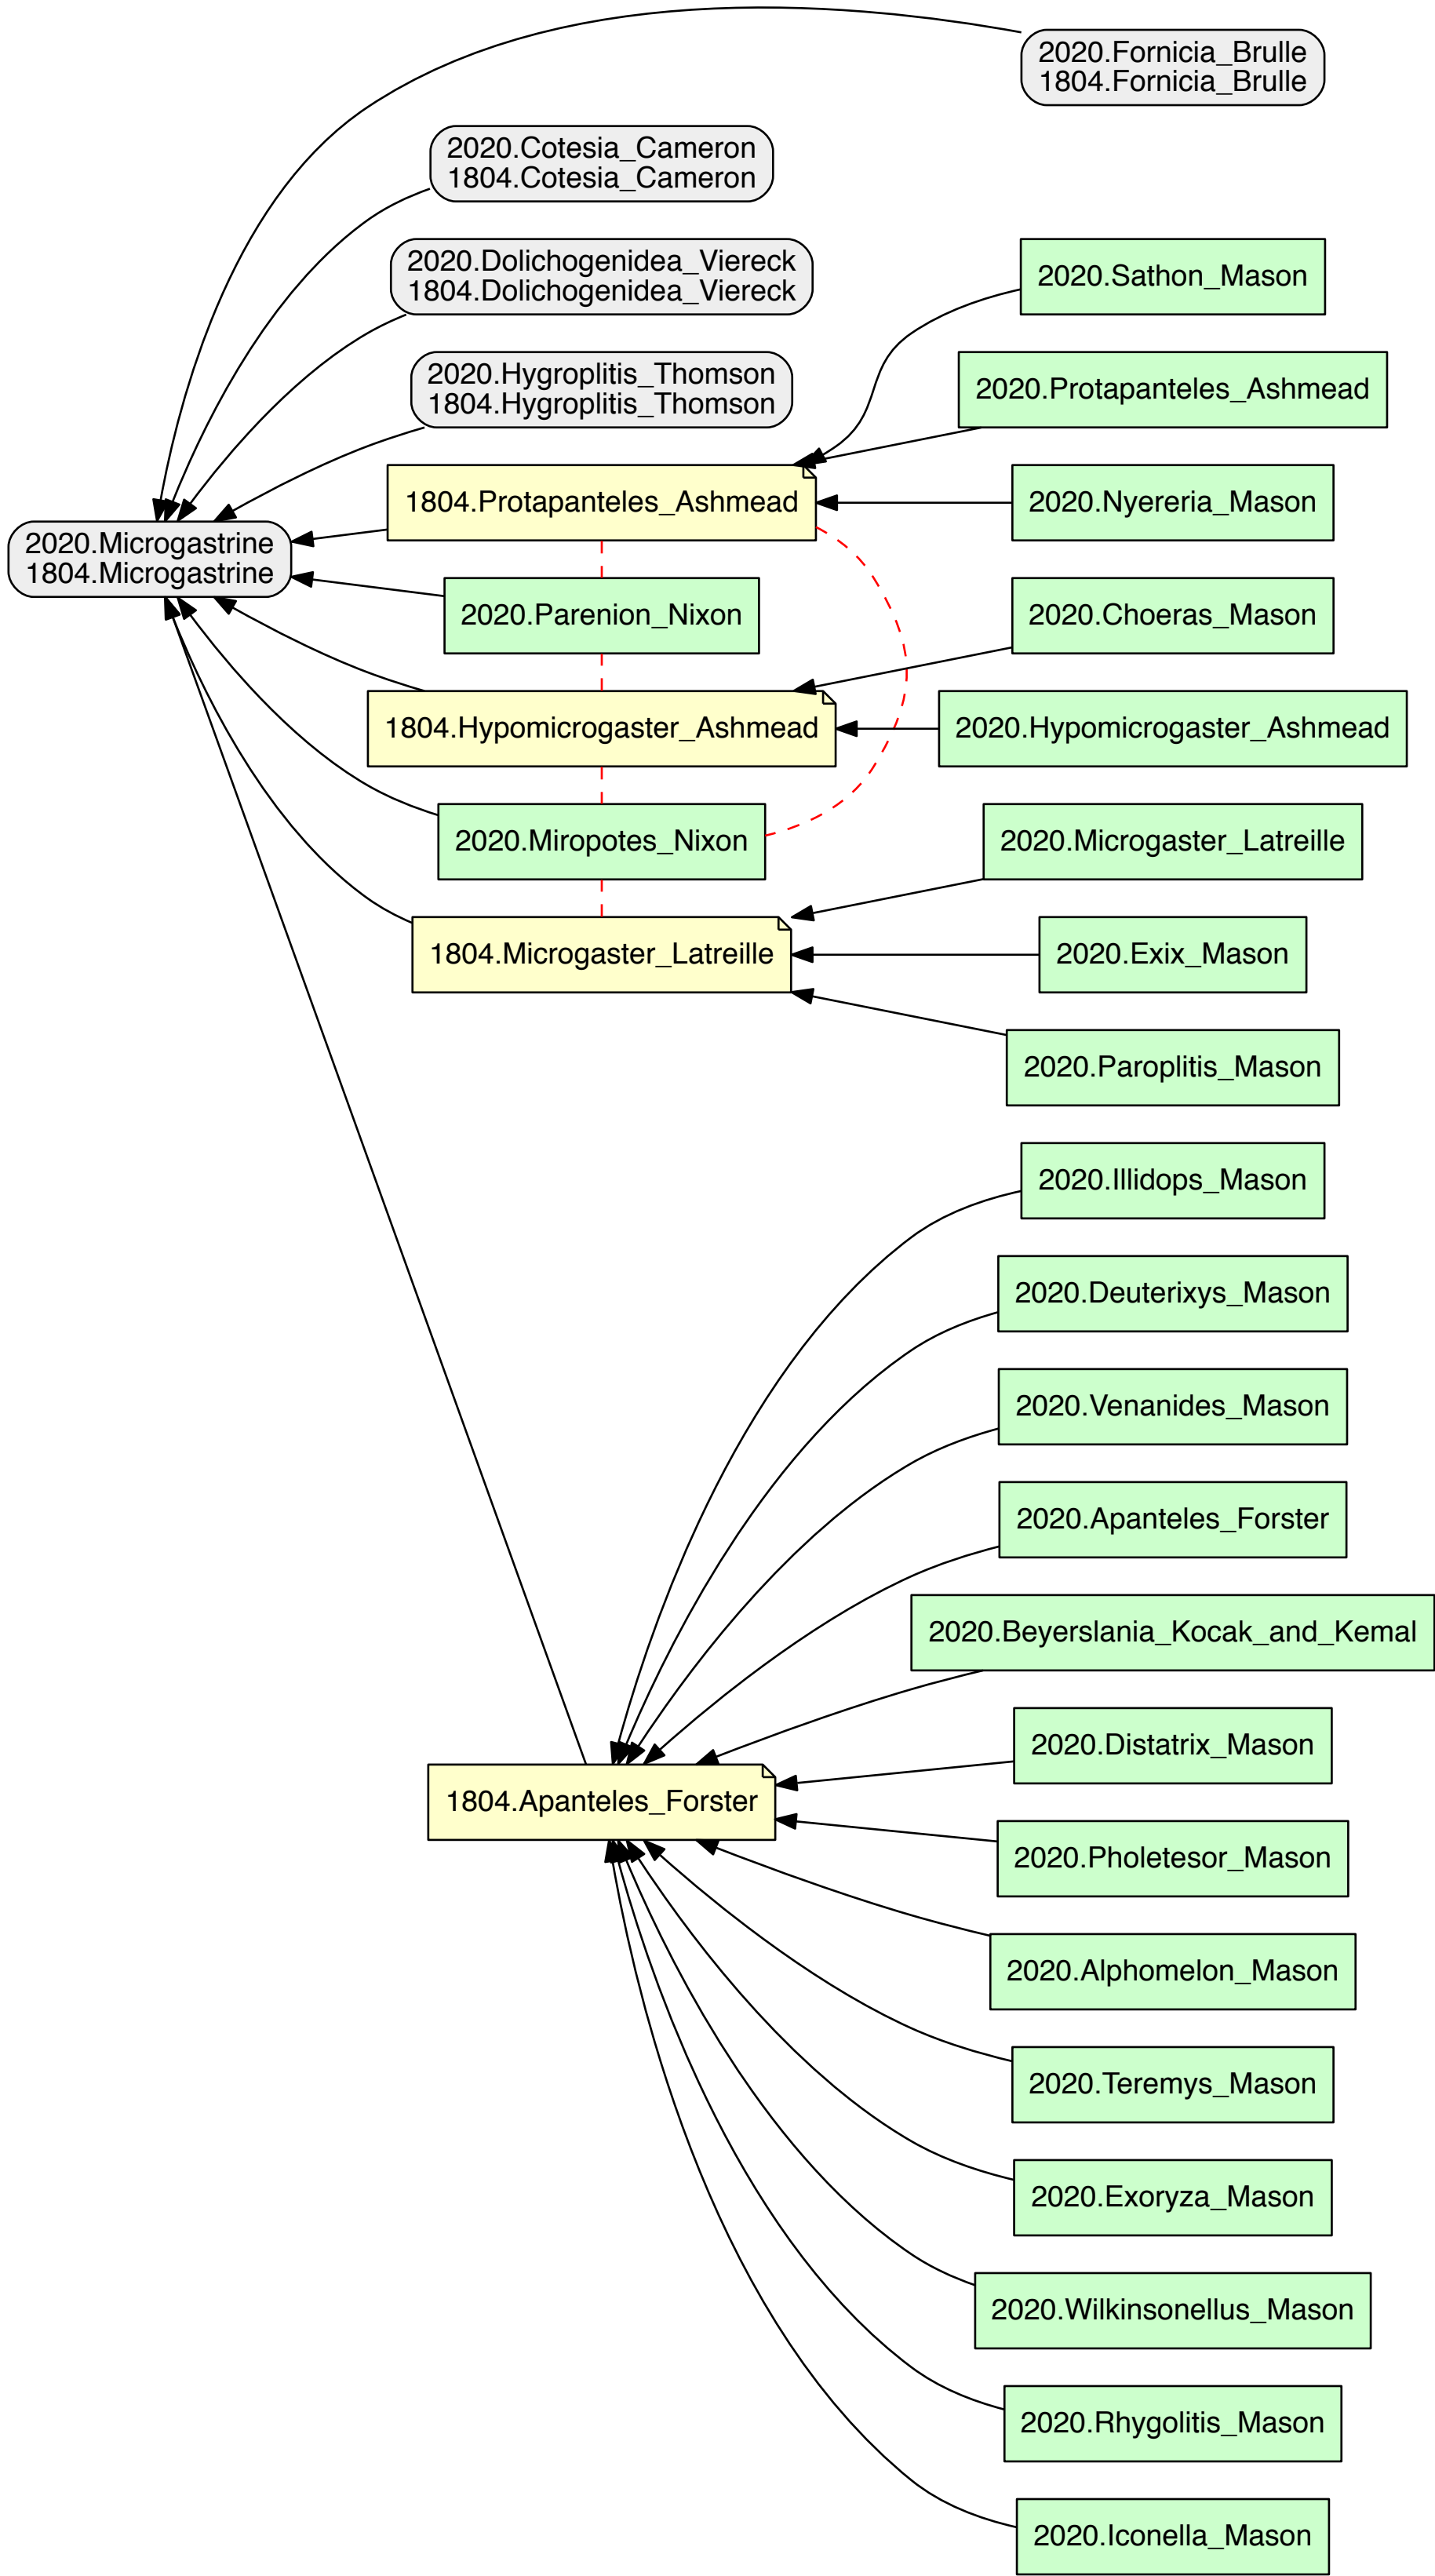 2020.Fornicia_Brulle
1804.Fornicia_Brulle
2020.Cotesia_Cameron
1804.Cotesia_Cameron
2020.Dolichogenidea_Viereck
1804.Dolichogenidea_Viereck
2020.Sathon_Mason
2020.Hygroplitis_Thomson
1804.Hygroplitis_Thomson
2020.Protapanteles_Ashmead
1804.Protapanteles_Ashmead
2020.Nyereria_Mason
2020.Microgastrine
1804.Microgastrine
2020.Parenion_Nixon
2020.Choeras_Mason
1804.Hypomicrogaster_Ashmead
2020.Hypomicrogaster_Ashmead
2020.Miropotes_Nixon
2020.Microgaster_Latreille
1804.Microgaster_Latreille
2020.Exix_Mason
2020.Paroplitis_Mason
2020.Illidops_Mason
2020.Deuterixys_Mason
2020.Venanides_Mason
2020.Apanteles_Forster
2020.Beyerslania_Kocak_and_Kemal
2020.Distatrix_Mason
1804.Apanteles_Forster
2020.Pholetesor_Mason
2020.Alphomelon_Mason
2020.Teremys_Mason
2020.Exoryza_Mason
2020.Wilkinsonellus_Mason
2020.Rhygolitis_Mason
2020.Iconella_Mason